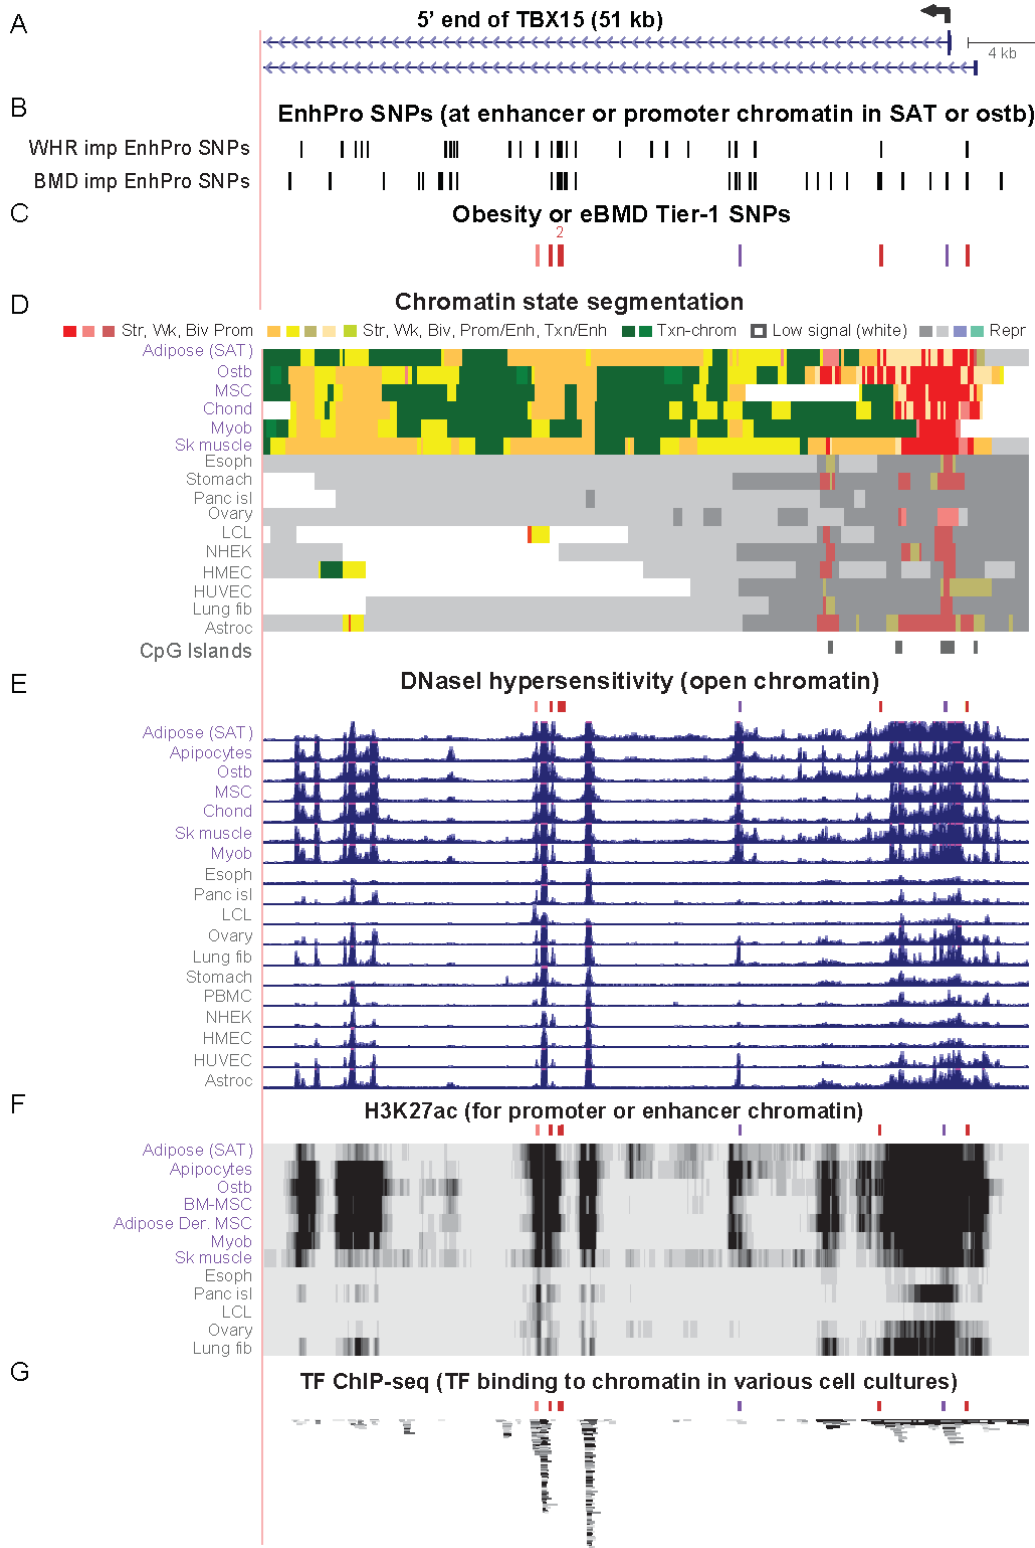 A
5' end of TBX15 (51 kb)
4 kb
B
EnhPro SNPs (at enhancer or promoter chromatin in SAT or ostb)
WHR imp EnhPro SNPs
BMD imp EnhPro SNPs
C
Obesity or eBMD Tier-1 SNPs
2
D
Chromatin state segmentation
Str, Wk, Biv Prom Str, Wk, Biv, Prom/Enh, Txn/Enh Txn-chrom Low signal (white) Repr
Adipose (SAT)
Ostb
MSC
Chond
Myob
Sk muscle
Esoph
Stomach
Panc isl
Ovary
LCL
NHEK
HMEC
HUVEC
Lung fib
Astroc
CpG Islands
E
DNaseI hypersensitivity (open chromatin)
Adipose (SAT)
Apipocytes
Ostb
MSC
Chond
Sk muscle
Myob
Esoph
Panc isl
LCL
Ovary
Lung fib
Stomach
PBMC
NHEK
HMEC
HUVEC
Astroc
F
H3K27ac (for promoter or enhancer chromatin)
Adipose (SAT)
Apipocytes
Ostb
BM-MSC
Adipose Der. MSC
Myob
Sk muscle
Esoph
Panc isl
LCL
Ovary
Lung fib
G
TF ChIP-seq (TF binding to chromatin in various cell cultures)